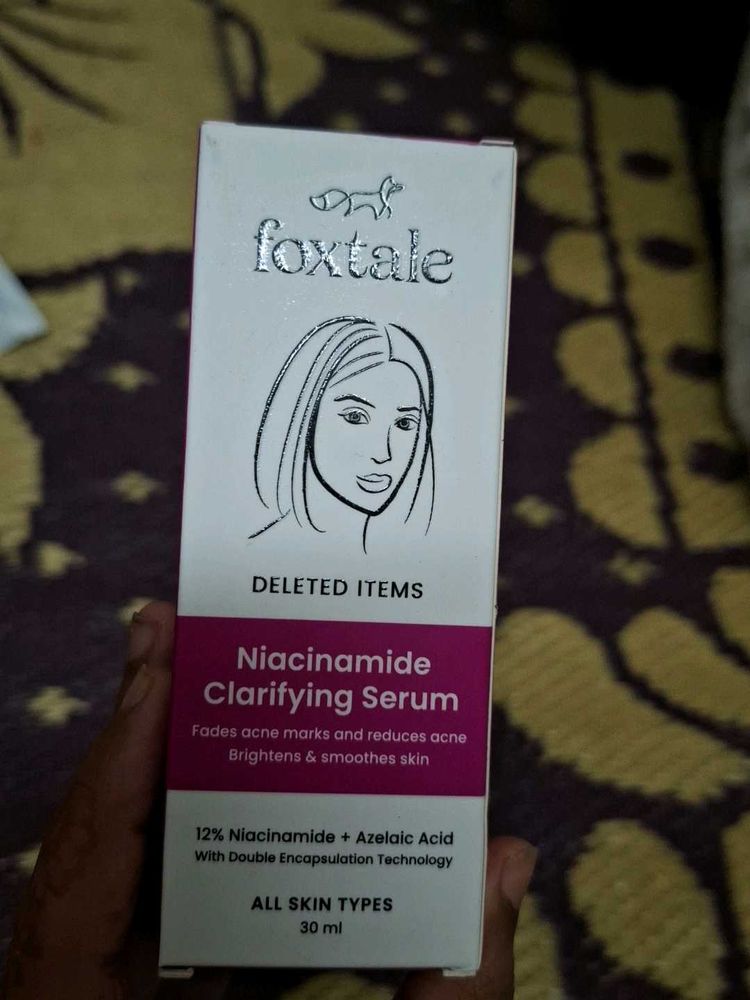 foxtale
DELETED ITEMS
Niacinamide
Clarifying Serum
Fades acne marks and reduces acne
Brightens & smoothes skin
12% Niacinamide + Azelaic Acid
With Double Encapsulation Technology
ALL SKIN TYPES
30 ml